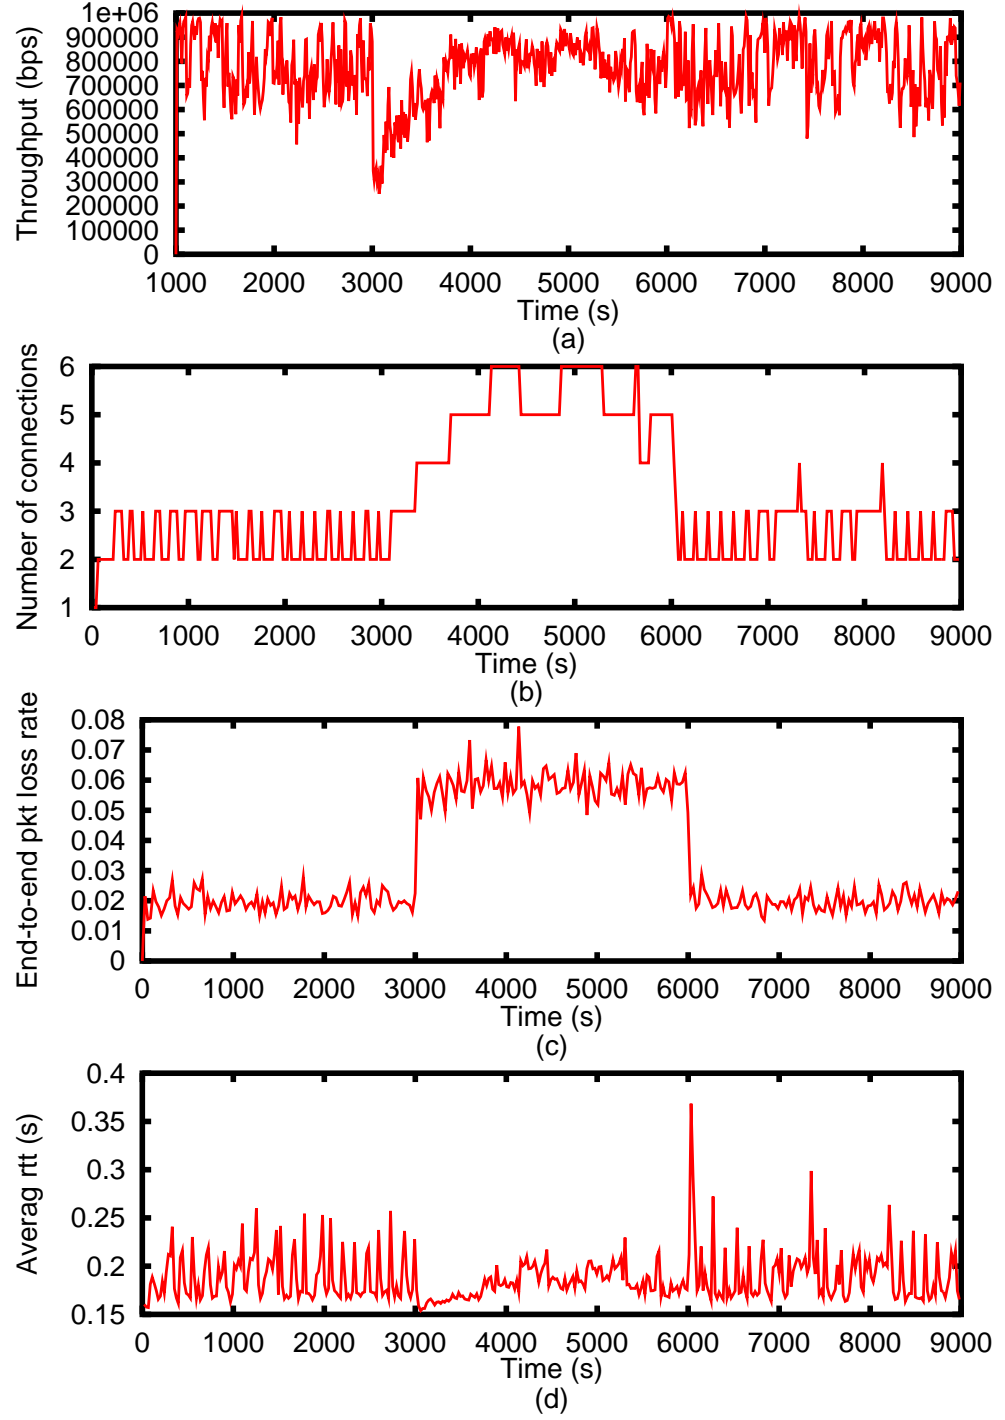 Throughput (bps)
1e+06
900000
800000
700000
600000
500000
400000
300000
200000
100000
0
1000 2000 3000 4000 5000 6000 7000 8000 9000
Time (s)
(a)
Number of connections
6
5
4
3
2
1
0 1000 2000 3000 4000 5000 6000 7000 8000 9000
Time (s)
(b)
End-to-end pkt loss rate
0.08
0.07
0.06
0.05
0.04
0.03
0.02
0.01
0
0 1000 2000 3000 4000 5000 6000 7000 8000 9000
Time (s)
(c)
Averag rtt (s)
0.4
0.35
0.3
0.25
0.2
0.15
0 1000 2000 3000 4000 5000 6000 7000 8000 9000
Time (s)
(d)